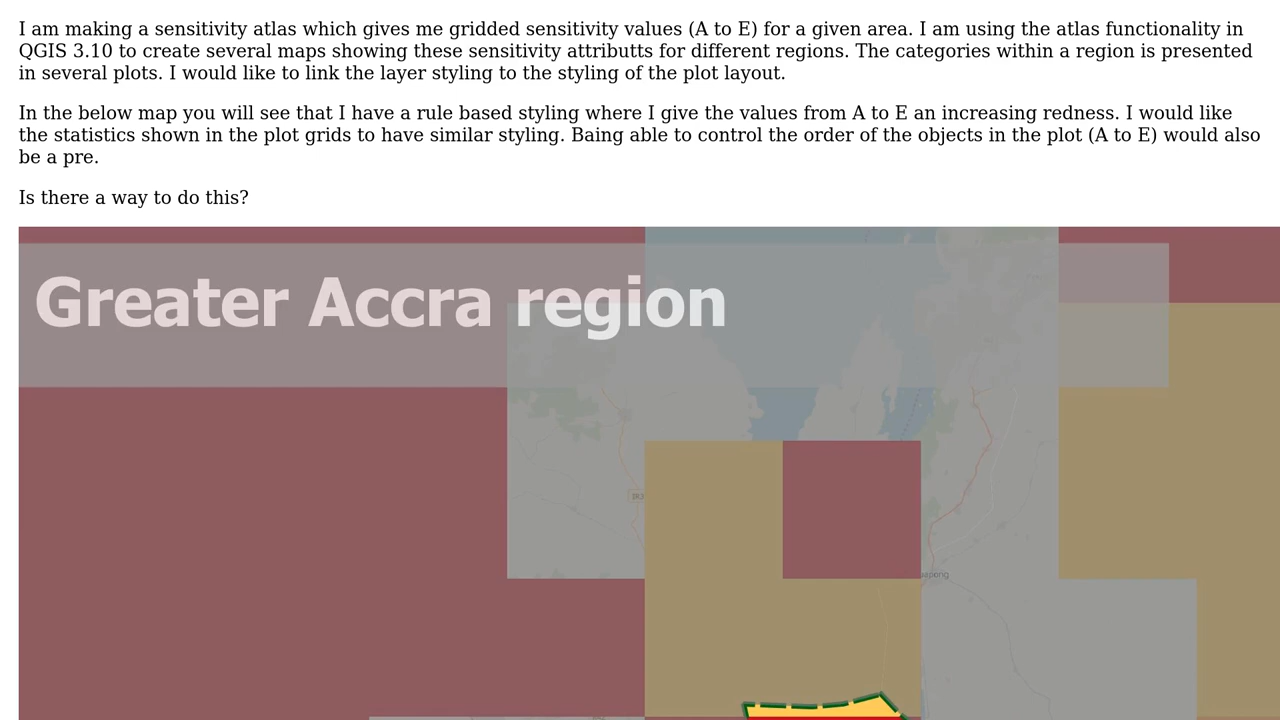 I am making a sensitivity atlas which gives me gridded sensitivity values (A to E) for a given area. I am using the atlas functionality in
QGIS 3.10 to create several maps showing these sensitivity attributts for different regions. The categories within a region is presented
in several plots. I would like to link the layer styling to the styling of the plot layout.
In the below map you will see that I have a rule based styling where I give the values from A to E an increasing redness. I would like
the statistics shown in the plot grids to have similar styling. Baing able to control the order of the objects in the plot (A to E) would also
be a pre.
Is there a way to do this?
Greater Accra region